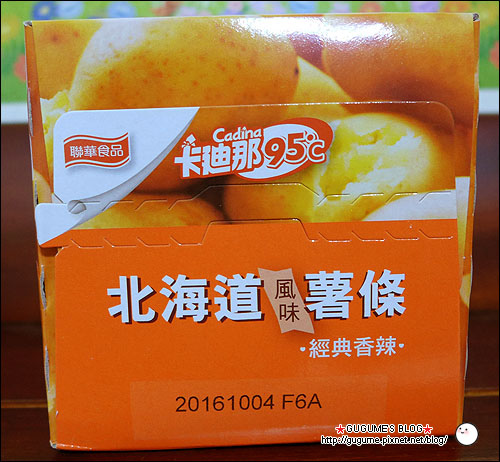 聯華食品
Cadina
卡迪那95℃
北海道風味薯條
·經典香辣·
20161004 F6A
★GUGUME'S BLOG★
http://gugume.pixnet.net/blog/